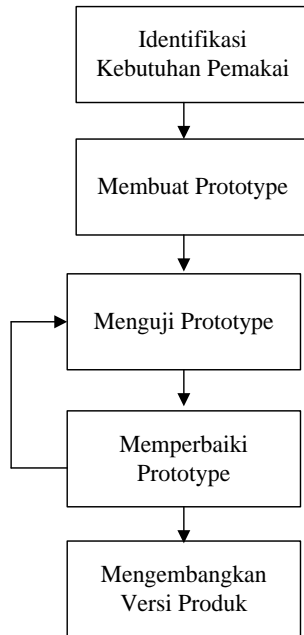 Identifikasi
Kebutuhan Pemakai
Membuat Prototype
Menguji Prototype
Memperbaiki
Prototype
Mengembangkan
Versi Produk